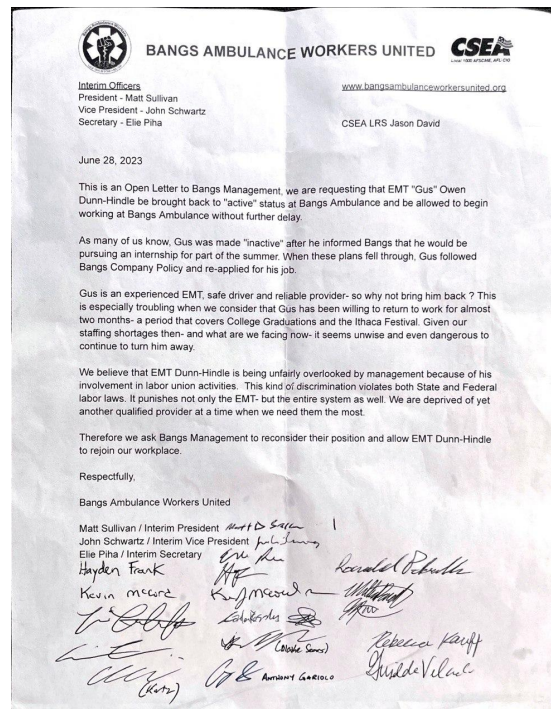 BANGS AMBULANCE WORKERS UNITED
CSEA
Local 1000 AFSCME, AFL-CIO
Interim Officers
www.bangsambulanceworkersunited.org
President - Matt Sullivan
Vice President - John Schwartz
Secretary - Elie Piha
CSEA LRS Jason David
June 28, 2023
This is an Open Letter to Bangs Management, we are requesting that EMT "Gus" Owen
Dunn-Hindle be brought back to "active" status at Bangs Ambulance and be allowed to begin
working at Bangs Ambulance without further delay.
As many of us know, Gus was made "inactive" after he informed Bangs that he would be
pursuing an internship for part of the summer. When these plans fell through, Gus followed
Bangs Company Policy and re-applied for his job.
Gus is an experienced EMT, safe driver and reliable provider- so why not bring him back ? This
is especially troubling when we consider that Gus has been willing to return to work for almost
two months- a period that covers College Graduations and the Ithaca Festival. Given our
staffing shortages then- and what are we facing now- it seems unwise and even dangerous to
continue to turn him away.
We believe that EMT Dunn-Hindle is being unfairly overlooked by management because of his
involvement in labor union activities. This kind of discrimination violates both State and Federal
labor laws. It punishes not only the EMT- but the entire system as well. We are deprived of yet
another qualified provider at a time when we need them the most.
Therefore we ask Bangs Management to reconsider their position and allow EMT Dunn-Hindle
to rejoin our workplace.
Respectfully,
Bangs Ambulance Workers United
Matt Sullivan / Interim President
John Schwartz / Interim Vice President
Elie Piha / Interim Secretary
Hayden Frank
Kevin McCord
Rebecca Kauff
(Katz)
ANTHONY GARIOLO